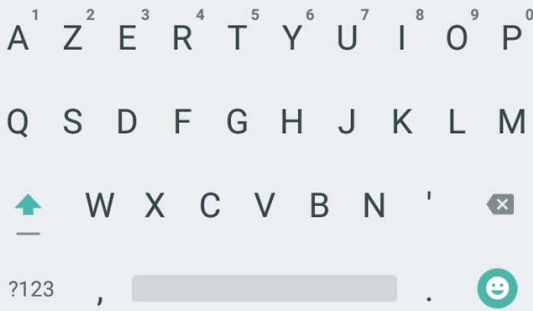 1 2 3 4 5 6 7 8 9 0
A Z E R T Y U I O P
Q S D F G H J K L M
W X C V B N '
?123 , .